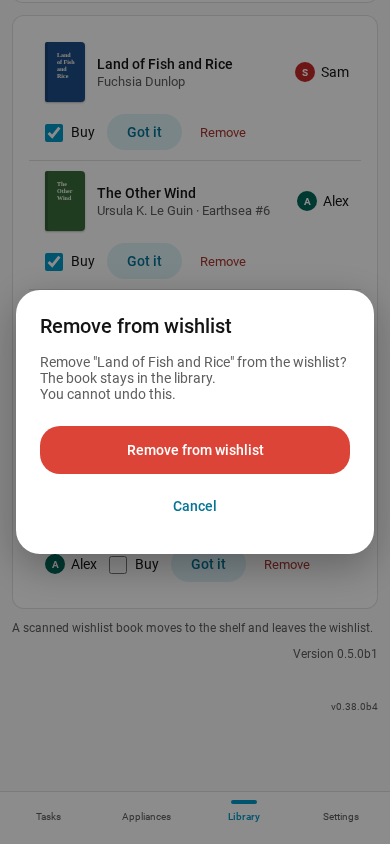 Land
of Fish
and
Rice
Land of Fish and Rice
Fuchsia Dunlop
S
Sam
Buy
Got it
Remove
The
Other
Wind
The Other Wind
Ursula K. Le Guin · Earthsea #6
A
Alex
Buy
Got it
Remove
Remove from wishlist
Remove "Land of Fish and Rice" from the wishlist?
The book stays in the library.
You cannot undo this.
Remove from wishlist
Cancel
A
Alex
Buy
Got it
Remove
A scanned wishlist book moves to the shelf and leaves the wishlist.
Version 0.5.0b1
v0.38.0b4
Tasks
Appliances
Library
Settings